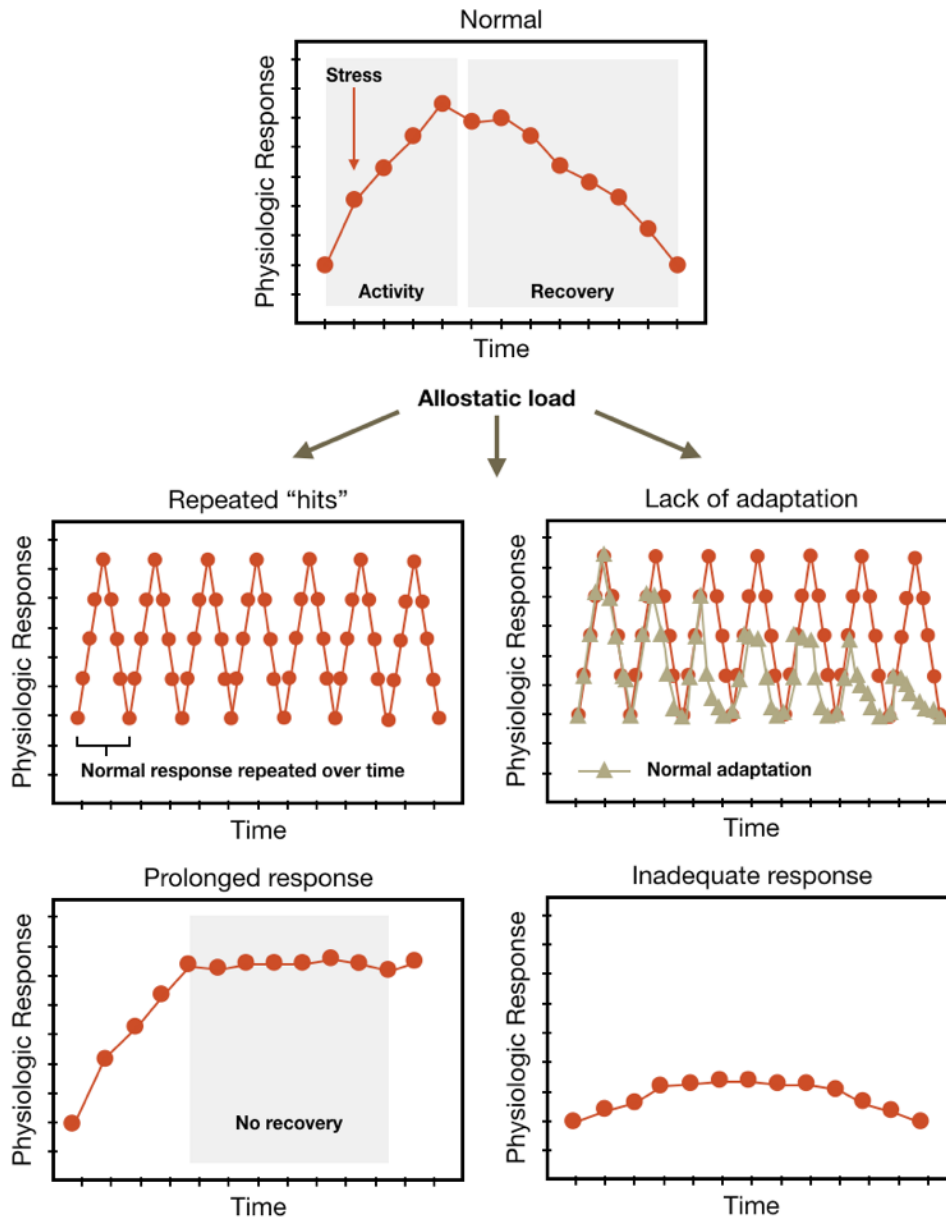 Normal
Physiologic Response
Stress
Activity
Recovery
Time
Allostatic load
Repeated “hits”
Physiologic Response
Normal response repeated over time
Time
Lack of adaptation
Physiologic Response
Normal adaptation
Time
Prolonged response
Physiologic Response
No recovery
Time
Inadequate response
Physiologic Response
Time